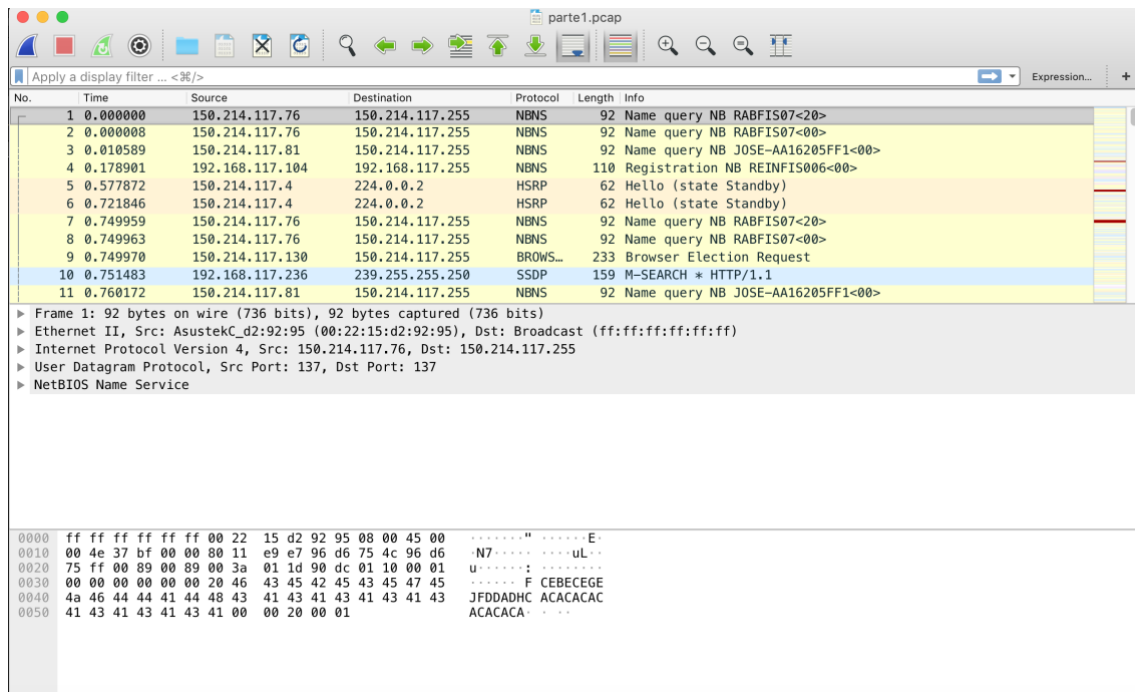 parte1.pcap
Apply a display filter ... <⌘/>
Expression... +
No. Time Source Destination Protocol Length Info
1 0.000000 150.214.117.76 150.214.117.255 NBNS 92 Name query NB RABFIS07<20>
2 0.000008 150.214.117.76 150.214.117.255 NBNS 92 Name query NB RABFIS07<00>
3 0.010589 150.214.117.81 150.214.117.255 NBNS 92 Name query NB JOSE-AA16205FF1<00>
4 0.178901 192.168.117.104 192.168.117.255 NBNS 110 Registration NB REINFIS006<00>
5 0.577872 150.214.117.4 224.0.0.2 HSRP 62 Hello (state Standby)
6 0.721846 150.214.117.4 224.0.0.2 HSRP 62 Hello (state Standby)
7 0.749959 150.214.117.76 150.214.117.255 NBNS 92 Name query NB RABFIS07<20>
8 0.749963 150.214.117.76 150.214.117.255 NBNS 92 Name query NB RABFIS07<00>
9 0.749970 150.214.117.130 150.214.117.255 BROWS… 233 Browser Election Request
10 0.751483 192.168.117.236 239.255.255.250 SSDP 159 M-SEARCH * HTTP/1.1
11 0.760172 150.214.117.81 150.214.117.255 NBNS 92 Name query NB JOSE-AA16205FF1<00>
Frame 1: 92 bytes on wire (736 bits), 92 bytes captured (736 bits)
Ethernet II, Src: AsustekC_d2:92:95 (00:22:15:d2:92:95), Dst: Broadcast (ff:ff:ff:ff:ff:ff)
Internet Protocol Version 4, Src: 150.214.117.76, Dst: 150.214.117.255
User Datagram Protocol, Src Port: 137, Dst Port: 137
NetBIOS Name Service
0000 ff ff ff ff ff ff 00 22 15 d2 92 95 08 00 45 00 ·······" ······E·
0010 00 4e 37 bf 00 00 80 11 e9 e7 96 d6 75 4c 96 d6 ·N7····· ····uL··
0020 75 ff 00 89 00 89 00 3a 01 1d 90 dc 01 10 00 01 u······: ········
0030 00 00 00 00 00 00 20 46 43 45 42 45 43 45 47 45 ······ F CEBECEGE
0040 4a 46 44 44 41 44 48 43 41 43 41 43 41 43 41 43 JFDDADHC ACACACAC
0050 41 43 41 43 41 43 41 00 00 20 00 01 ACACACA· · ··